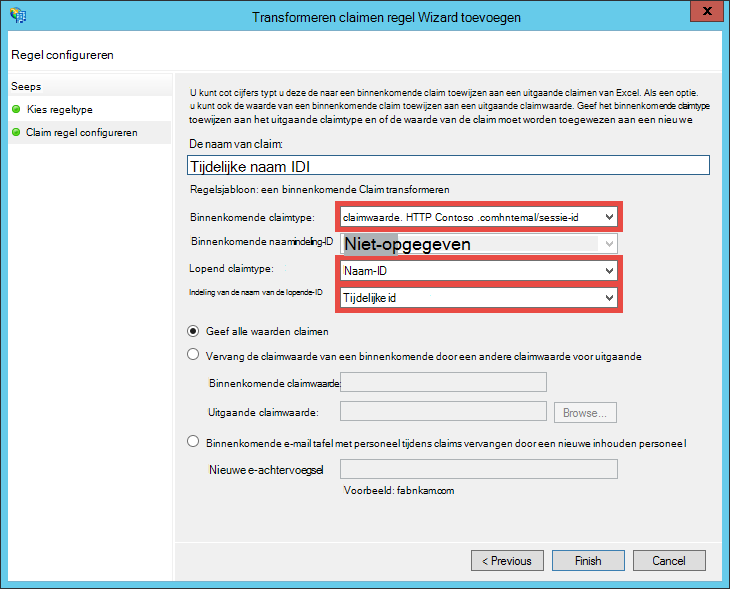 Transformeren claimen regel Wizard toevoegen
x
Regel configureren
Seeps
Kies regeltype
Claim regel configureren
U kunt cot cijfers typt u deze de naar een binnenkomende claim toewijzen aan een uitgaande claimen van Excel. Als een optie.
u kunt ook de waarde van een binnenkomende claim toewijzen aan een uitgaande claimwaarde. Geef het binnenkomende claimtype
toewijzen aan het uitgaande claimtype en of de waarde van de claim moet worden toegewezen aan een nieuwe
De naam van claim:
Tijdelijke naam IDI
Regelsjabloon: een binnenkomende Claim transformeren
Binnenkomende claimtype: claimwaarde. HTTP Contoso .comhntemal/sessie-id
Binnenkomende naamindeling-ID Niet-opgegeven
Lopend claimtype: Naam-ID
Indeling van de naam van de lopende-ID Tijdelijke id
Geef alle waarden claimen
Vervang de claimwaarde van een binnenkomende door een andere claimwaarde voor uitgaande
Binnenkomende claimwaarde:
Uitgaande claimwaarde: Browse...
Binnenkomende e-mail tafel met personeel tijdens claims vervangen door een nieuwe inhouden personeel
Nieuwe e-achtervoegsel
Voorbeeld: fabnkam.com
< Previous Finish Cancel